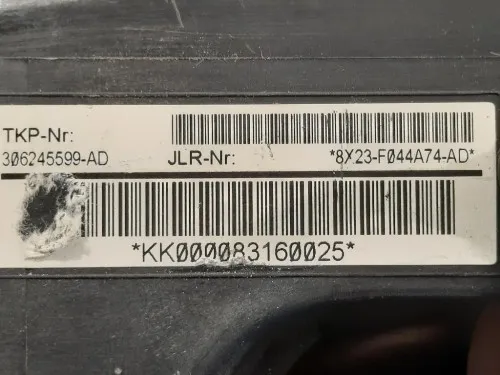 TKP-Nr:
306245599-AD JLR-Nr: *8X23-F044A74-AD*
*KK000083160025*